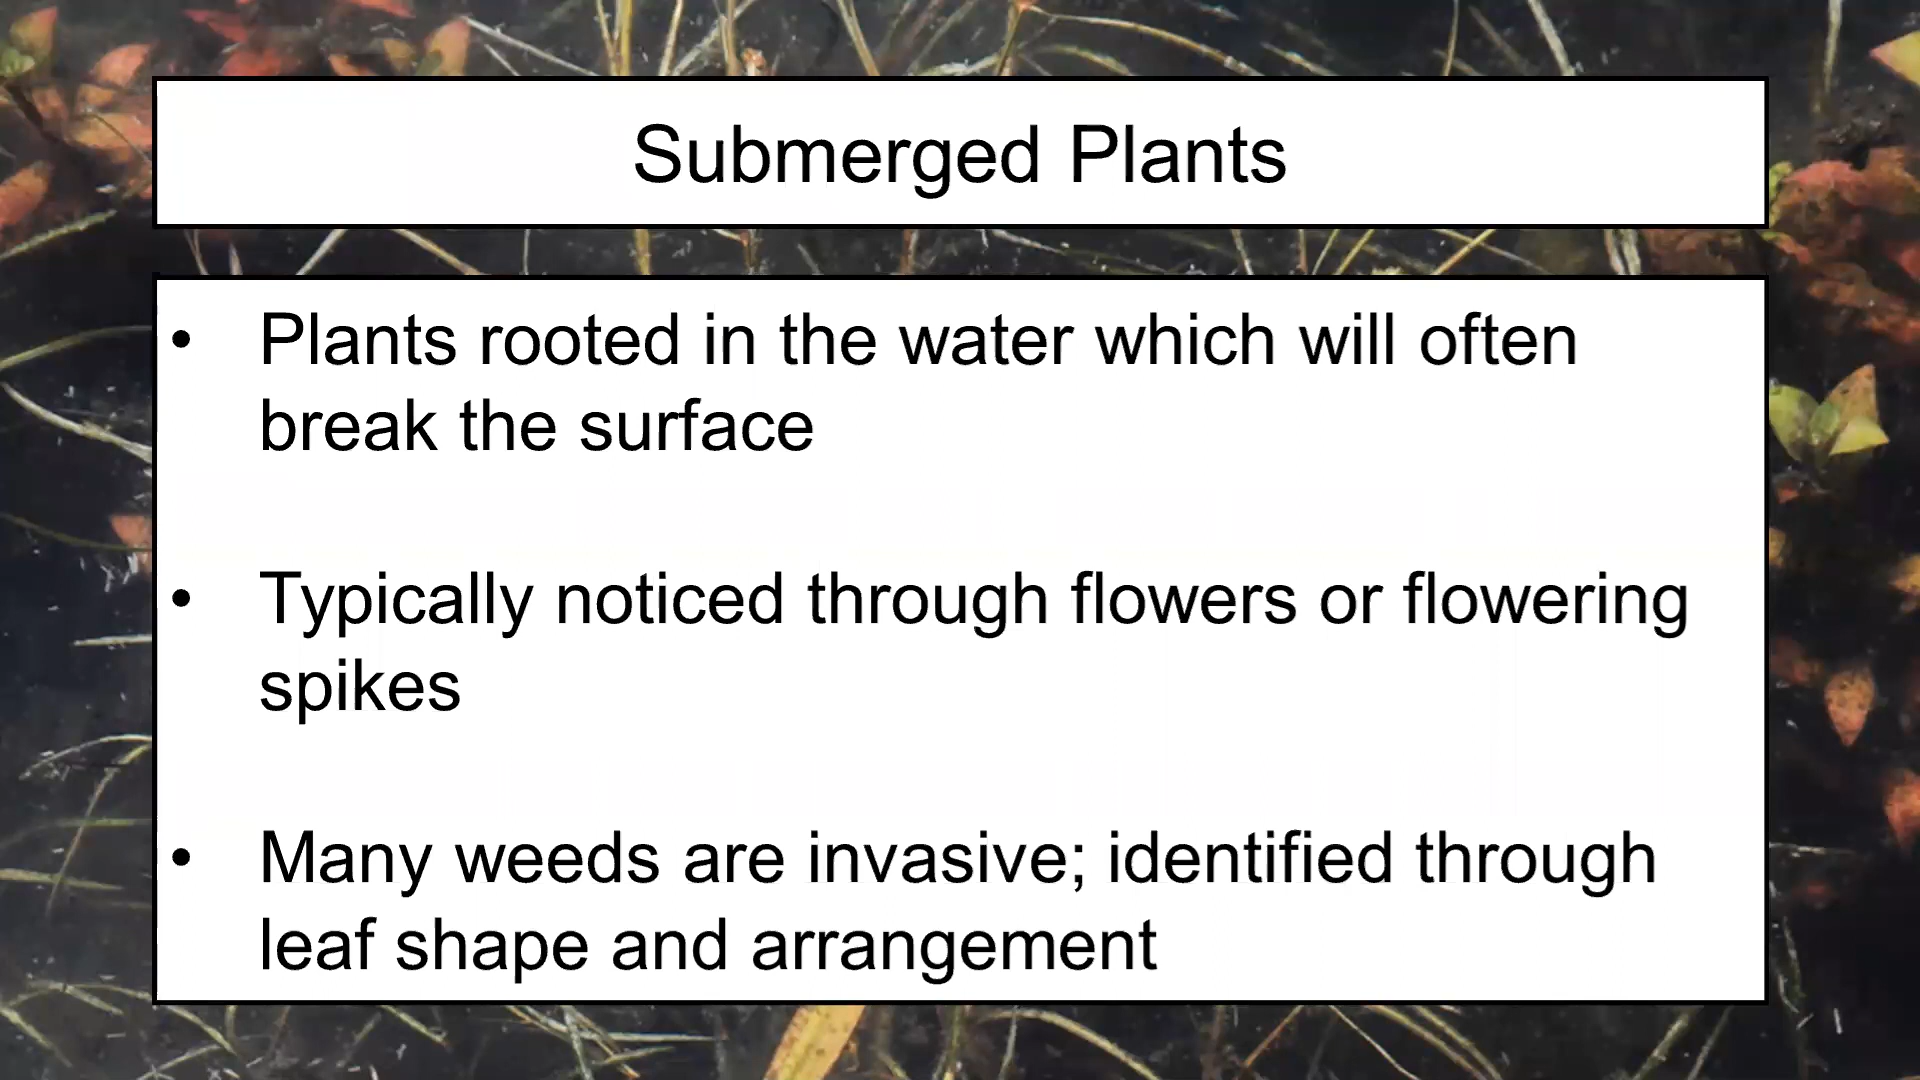 Submerged Plants
• Plants rooted in the water which will often
break the surface
• Typically noticed through flowers or flowering
spikes
• Many weeds are invasive; identified through
leaf shape and arrangement